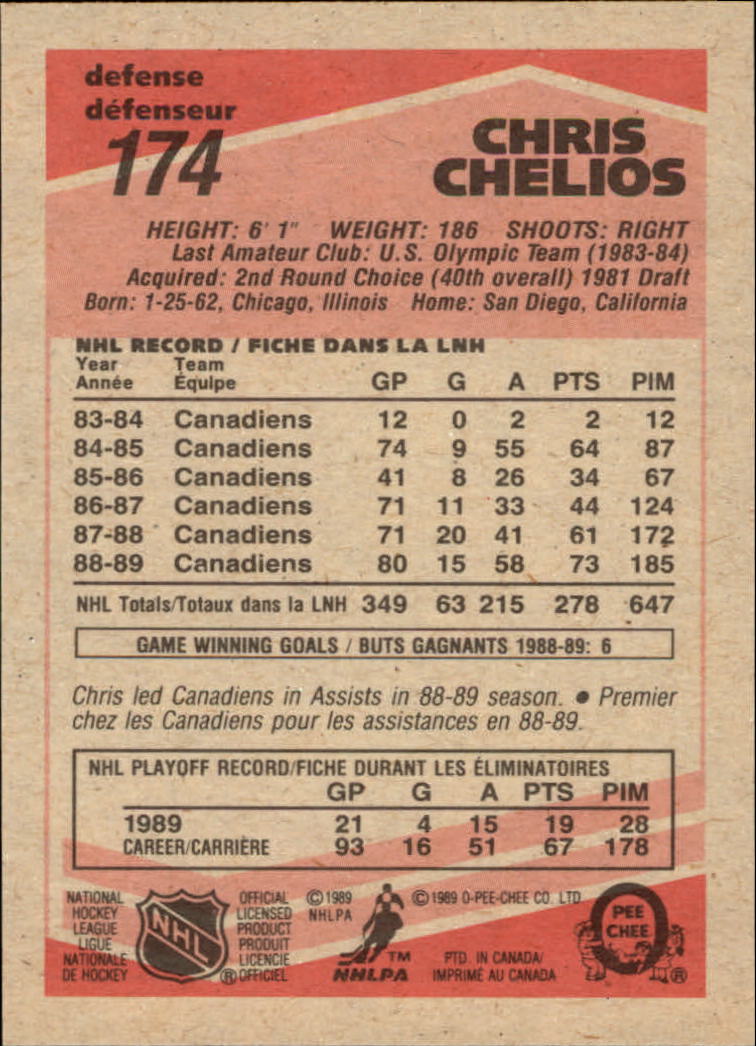 defense
défenseur
174
CHRIS
CHELIOS
HEIGHT: 6' 1" WEIGHT: 186 SHOOTS: RIGHT
Last Amateur Club: U.S. Olympic Team (1983-84)
Acquired: 2nd Round Choice (40th overall) 1981 Draft
Born: 1-25-62, Chicago, Illinois Home: San Diego, California
NHL RECORD / FICHE DANS LA LNH
Year Team
Année Équipe GP G A PTS PIM
83-84 Canadiens 12 0 2 2 12
84-85 Canadiens 74 9 55 64 87
85-86 Canadiens 41 8 26 34 67
86-87 Canadiens 71 11 33 44 124
87-88 Canadiens 71 20 41 61 172
88-89 Canadiens 80 15 58 73 185
NHL Totals/Totaux dans la LNH 349 63 215 278 647
GAME WINNING GOALS / BUTS GAGNANTS 1988-89: 6
Chris led Canadiens in Assists in 88-89 season. ● Premier
chez les Canadiens pour les assistances en 88-89.
NHL PLAYOFF RECORD/FICHE DURANT LES ÉLIMINATOIRES
GP G A PTS PIM
1989 21 4 15 19 28
CAREER/CARRIÈRE 93 16 51 67 178
NATIONAL
HOCKEY
LEAGUE
LIGUE
NATIONALE
DE HOCKEY
NHL
OFFICIAL
LICENSED
PRODUCT
PRODUIT
LICENCIE
® OFFICIEL
©1989
NHLPA
TM
NHLPA
©1989 O-PEE-CHEE CO. LTD.
PTD. IN CANADA/
IMPRIMÉ AU CANADA
PEE
CHEE
®